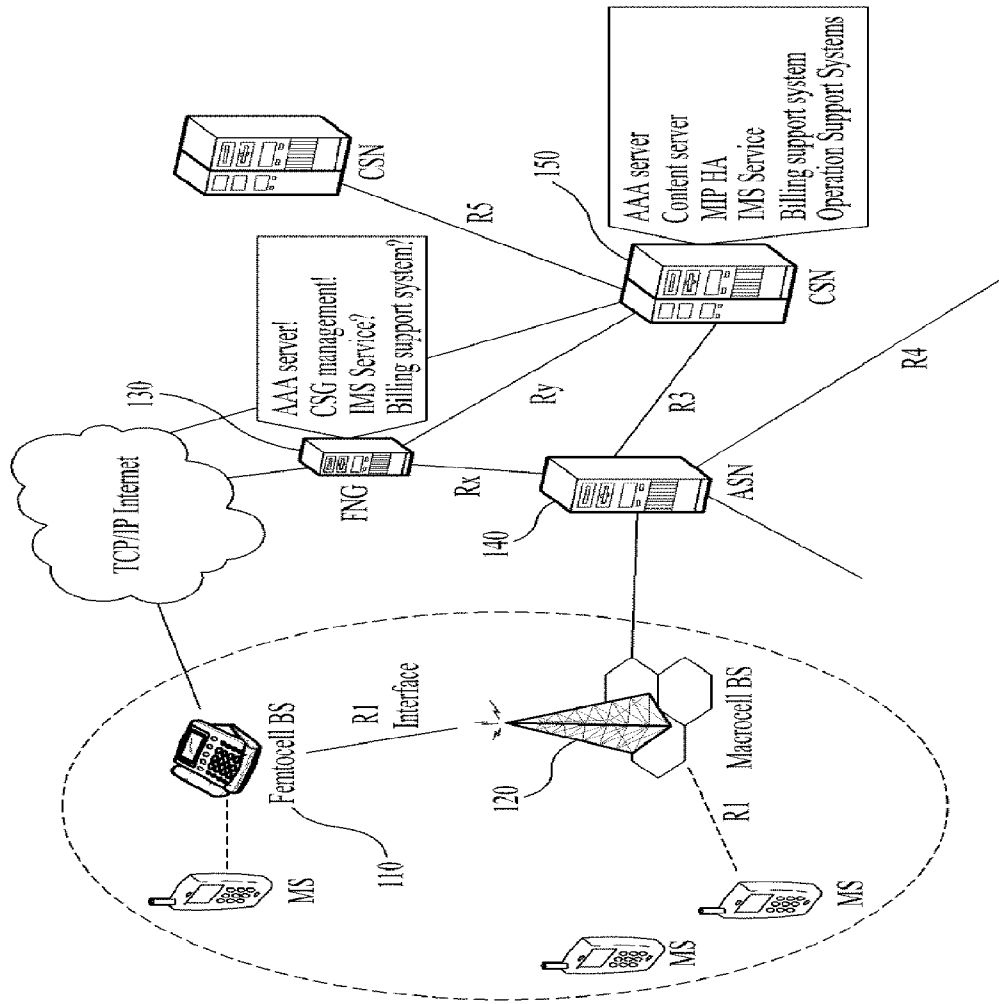 TCP/IP Internet
130
AAA server!
CSG management!
IMS Service?
Billing support system?
FNG
CSN
R5
150
AAA server
Content server
MIP HA
IMS Service
Billing support system
Operation Support Systems
CSN
Rx
Ry
R3
R4
140
ASN
Femtocell BS
110
MS
R1
Interface
120
Macrocell BS
R1
MS
MS